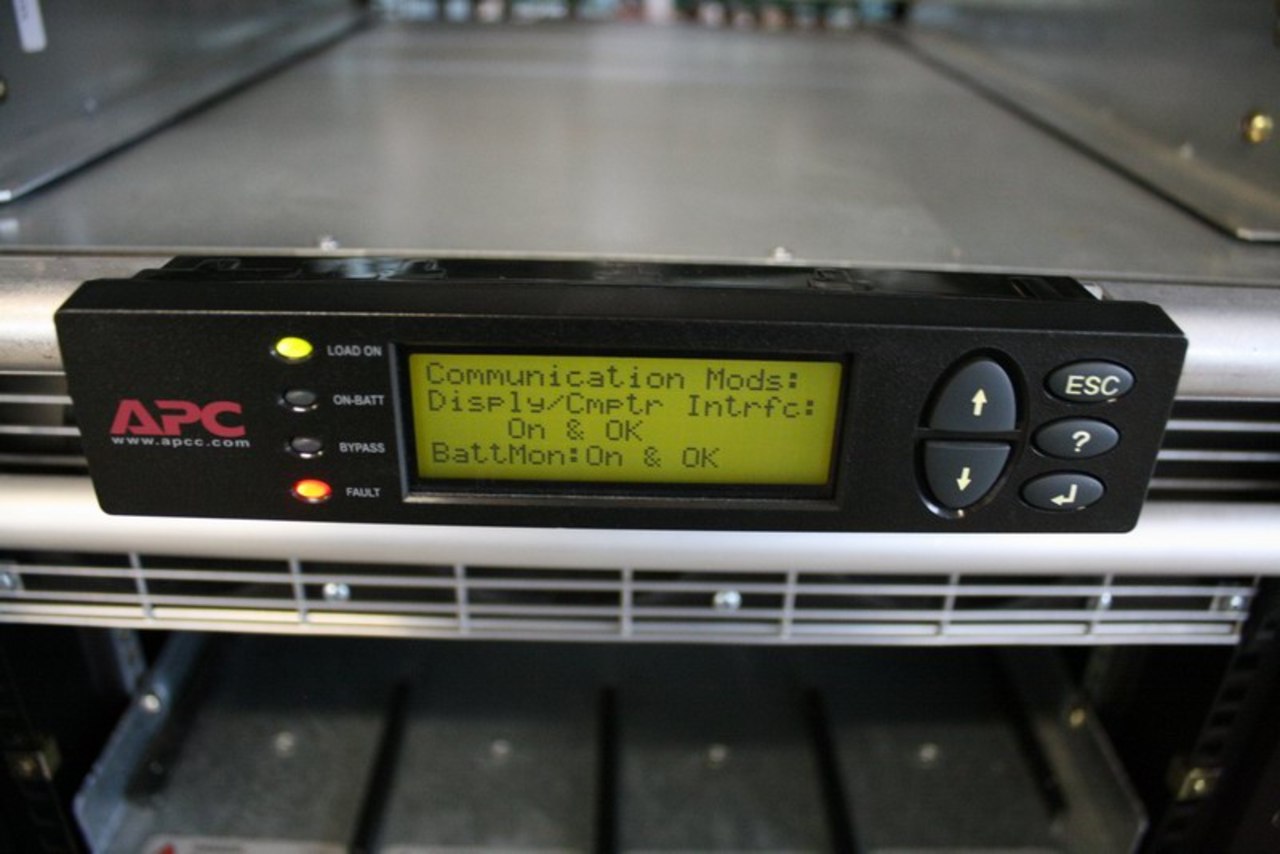 APC
www.apcc.com
LOAD ON
ON-BATT
BYPASS
FAULT
Communication Mods:
Disply/Cmptr Intrfc:
On & OK
BattMon:On & OK
ESC
?